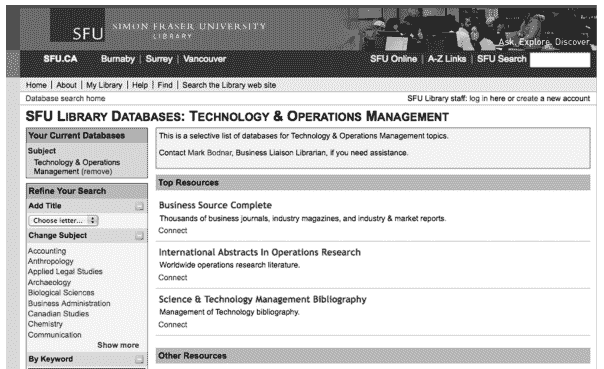 SFU SIMON FRASER UNIVERSITY
LIBRARY
Ask, Explore, Discover
SFU.CA Burnaby | Surrey | Vancouver SFU Online | A-Z Links | SFU Search
Home | About | My Library | Help | Find | Search the Library web site
Database search home SFU Library staff: log in here or create a new account
SFU LIBRARY DATABASES: TECHNOLOGY & OPERATIONS MANAGEMENT
Your Current Databases
Subject
Technology & Operations
Management (remove)
Refine Your Search
Add Title
Choose letter...
Change Subject
Accounting
Anthropology
Applied Legal Studies
Archaeology
Biological Sciences
Business Administration
Canadian Studies
Chemistry
Communication
Show more
By Keyword
This is a selective list of databases for Technology & Operations Management topics.
Contact Mark Bodnar, Business Liaison Librarian, if you need assistance.
Top Resources
Business Source Complete
Thousands of business journals, industry magazines, and industry & market reports.
Connect
International Abstracts In Operations Research
Worldwide operations research literature.
Connect
Science & Technology Management Bibliography
Management of Technology bibliography.
Connect
Other Resources